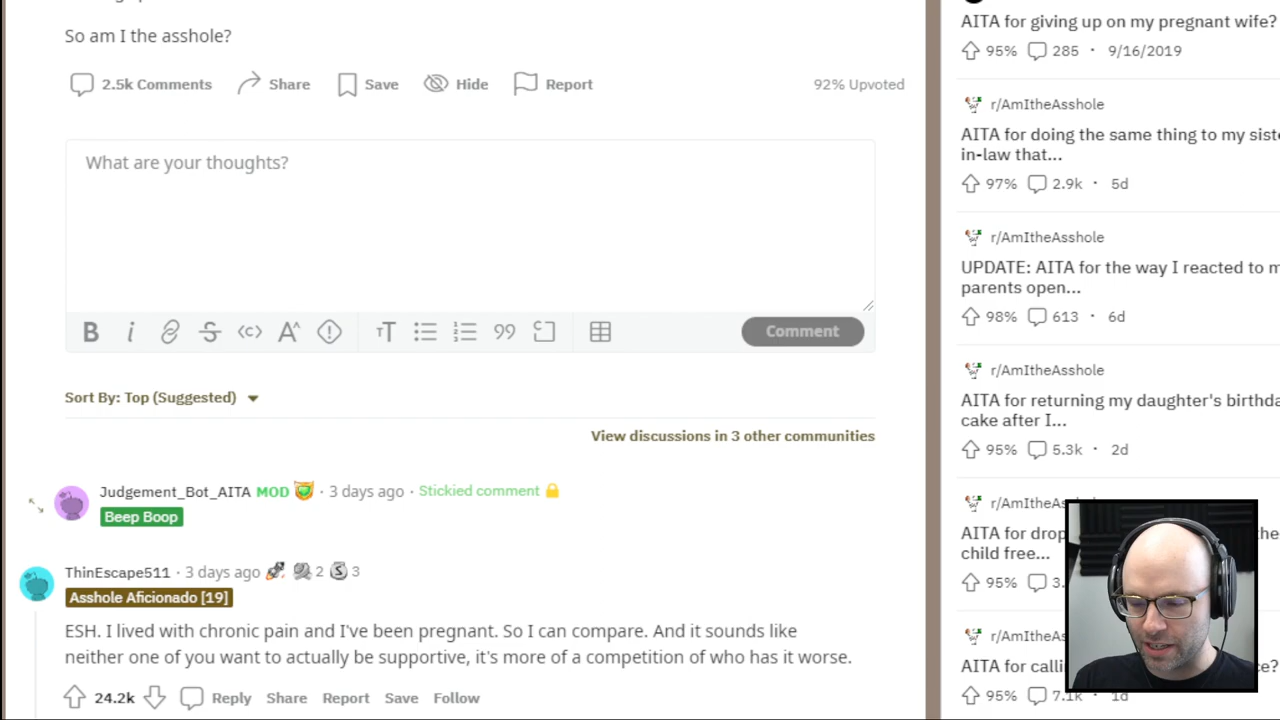 So am I the asshole?
2.5k Comments Share Save Hide Report 92% Upvoted
What are your thoughts?
B i <c> A 99 Comment
Sort By: Top (Suggested)
View discussions in 3 other communities
Judgement_Bot_AITA MOD · 3 days ago · Stickied comment
Beep Boop
ThinEscape511 · 3 days ago 2 3
Asshole Aficionado [19]
ESH. I lived with chronic pain and I've been pregnant. So I can compare. And it sounds like
neither one of you want to actually be supportive, it's more of a competition of who has it worse.
24.2k Reply Share Report Save Follow
AITA for giving up on my pregnant wife?
95% 285 · 9/16/2019
r/AmItheAsshole
AITA for doing the same thing to my
in-law that...
97% 2.9k · 5d
r/AmItheAsshole
UPDATE: AITA for the way I reacted to
parents open...
98% 613 · 6d
r/AmItheAsshole
AITA for returning my daughter's
cake after I...
95% 5.3k · 2d
AITA for
child free...
95%
AITA for
95% 7.1k · 1d